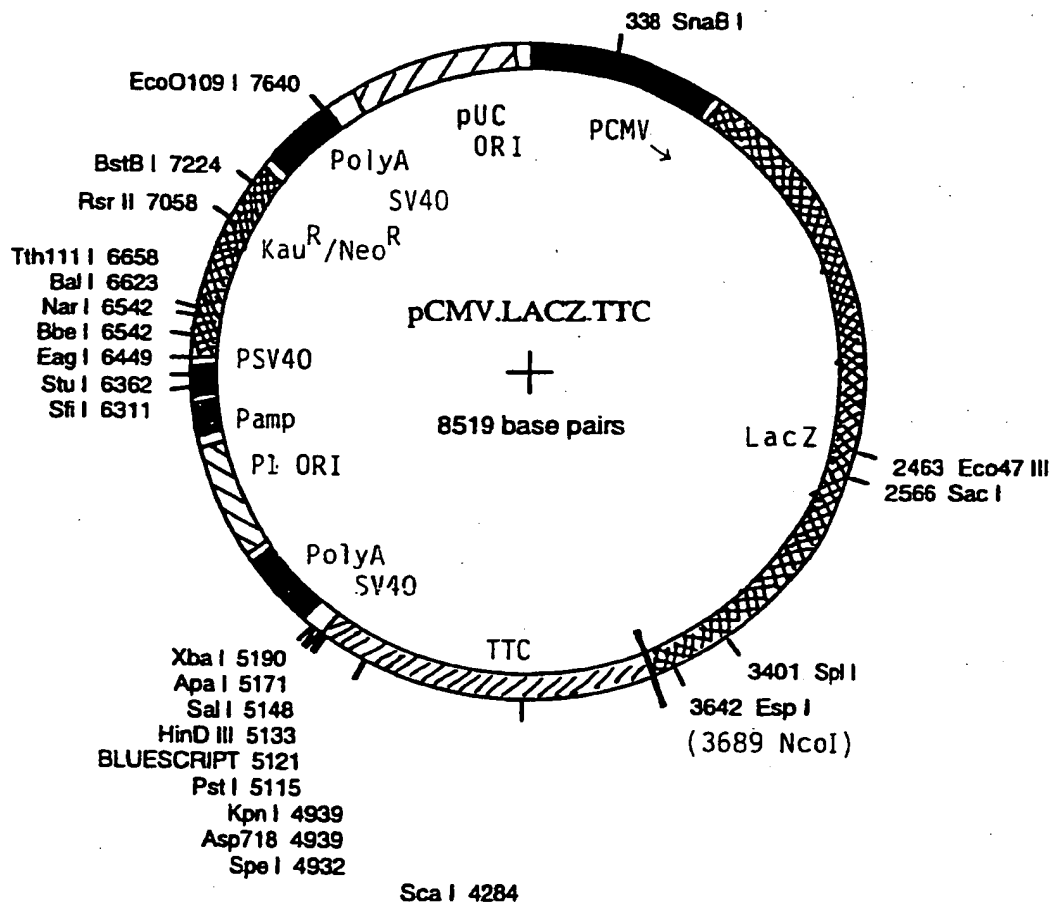 338 SnaB I
EcoO109 I 7640
pUC
ORI
PCMV
PolyA
SV40
BstB I 7224
Rsr II 7058
Kau^R/Neo^R
Tth111 I 6658
Bal I 6623
Nar I 6542
Bbe I 6542
Eag I 6449
Stu I 6362
Sfi I 6311
pCMV.LACZ.TTC
PSV40
8519 base pairs
Pamp
LacZ
P1 ORI
2463 Eco47 III
2566 Sac I
PolyA
SV40
TTC
3401 Spl I
3642 Esp I
(3689 NcoI)
Xba I 5190
Apa I 5171
Sal I 5148
HinD III 5133
BLUESCRIPT 5121
Pst I 5115
Kpn I 4939
Asp718 4939
Spe I 4932
Sca I 4284